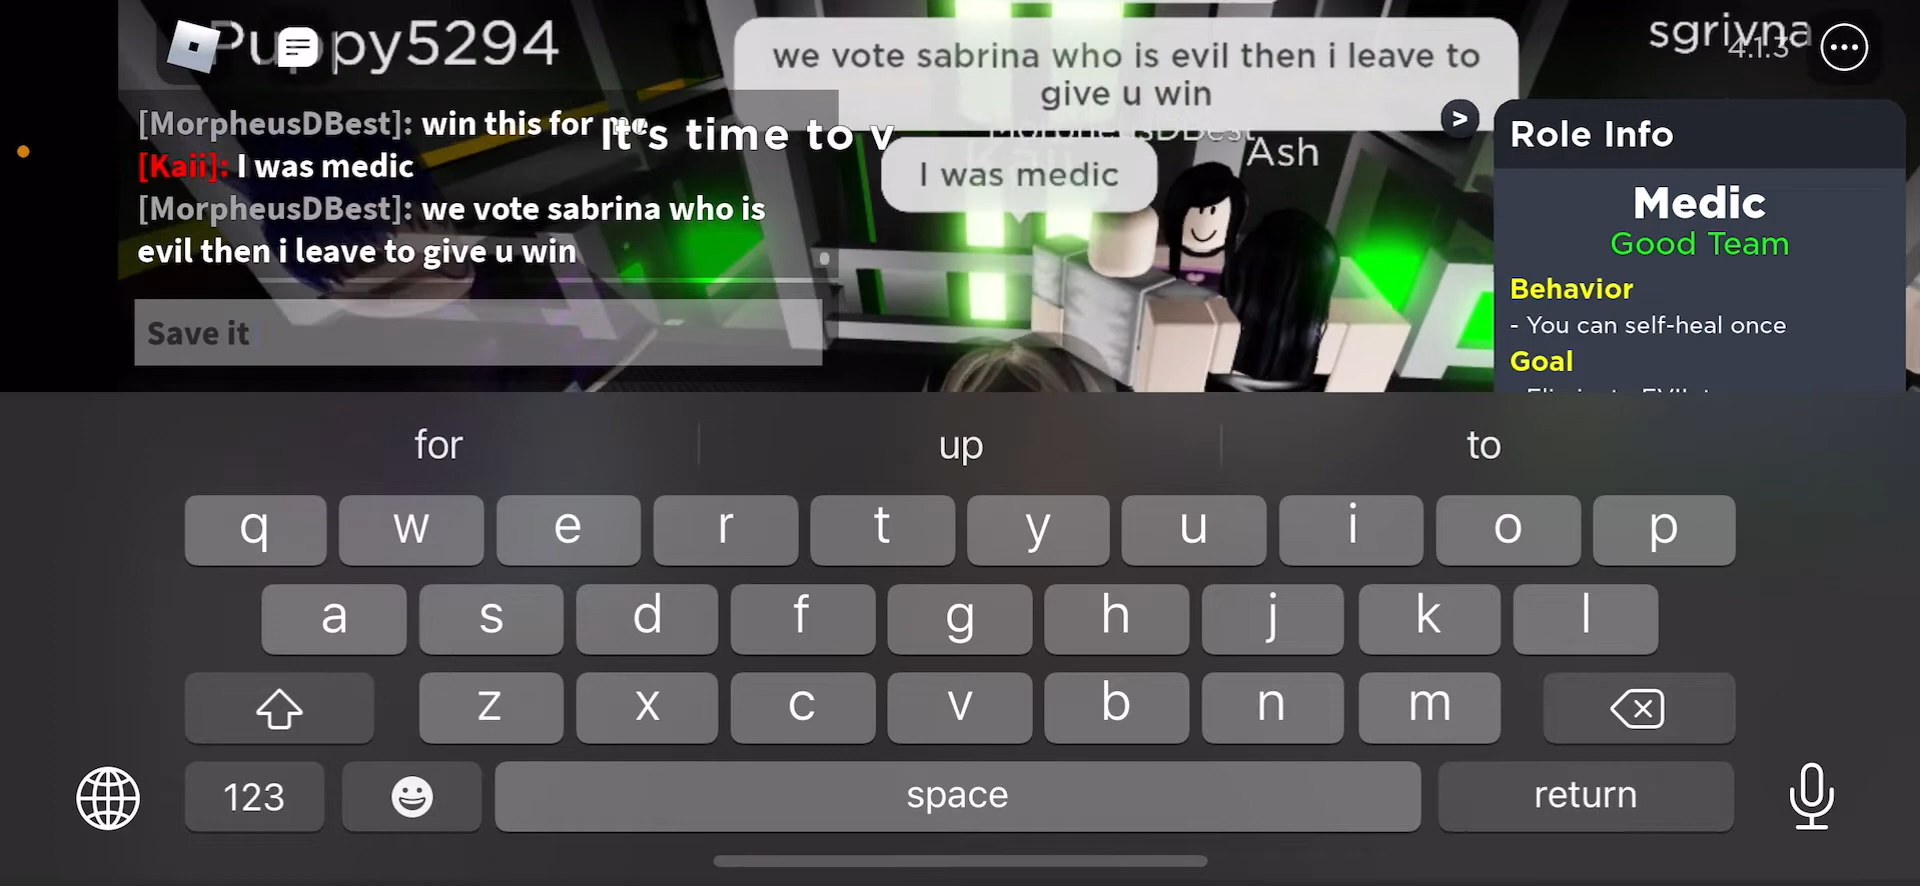 Puppy5294
we vote sabrina who is evil then i leave to
give u win
sgrivna
4.1.3
[MorpheusDBest]: win this for me
It's time to v
[Kaii]: I was medic
[MorpheusDBest]: we vote sabrina who is
evil then i leave to give u win
Save it
MorpheusDBest
Kaii
Ash
I was medic
>
Role Info
Medic
Good Team
Behavior
- You can self-heal once
Goal
for
up
to
q w e r t y u i o p
a s d f g h j k l
z x c v b n m
123
space
return